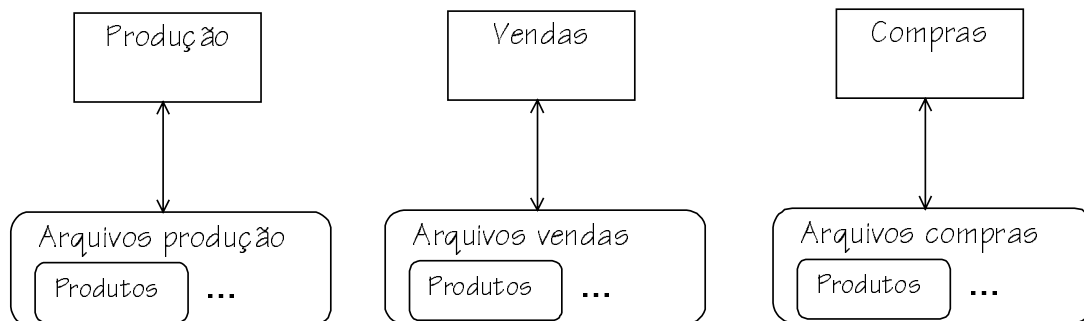 Produção
Vendas
Compras
Arquivos produção
Arquivos vendas
Arquivos compras
Produtos ...
Produtos ...
Produtos ...